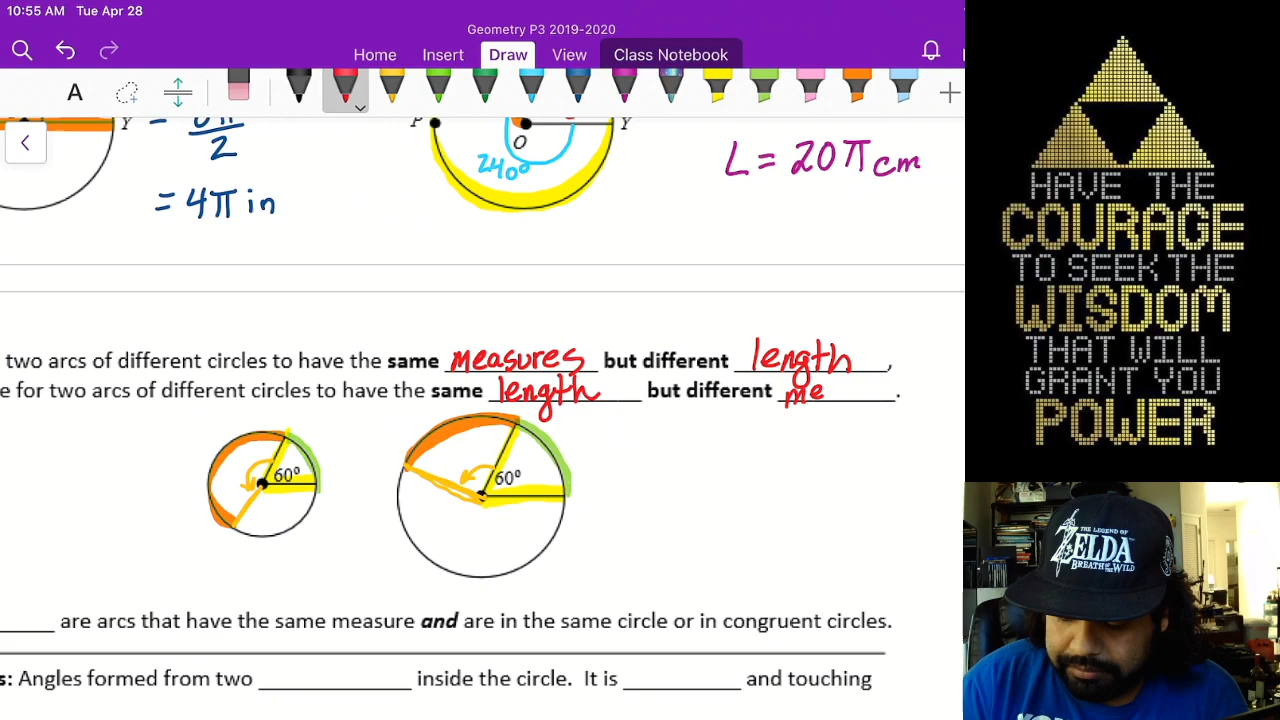 10:55 AM Tue Apr 28
Geometry P3 2019-2020
Home Insert Draw View Class Notebook
A
Y
= 8π
2
= 4π in
P
O
Y
240°
L = 20π cm
two arcs of different circles to have the same measures but different length,
e for two arcs of different circles to have the same length but different me.
60°
60°
are arcs that have the same measure and are in the same circle or in congruent circles.
s: Angles formed from two inside the circle. It is and touching
HAVE THE
COURAGE
TO SEEK THE
WISDOM
THAT WILL
GRANT YOU
POWER
THE LEGEND OF
ZELDA
BREATH OF THE WILD